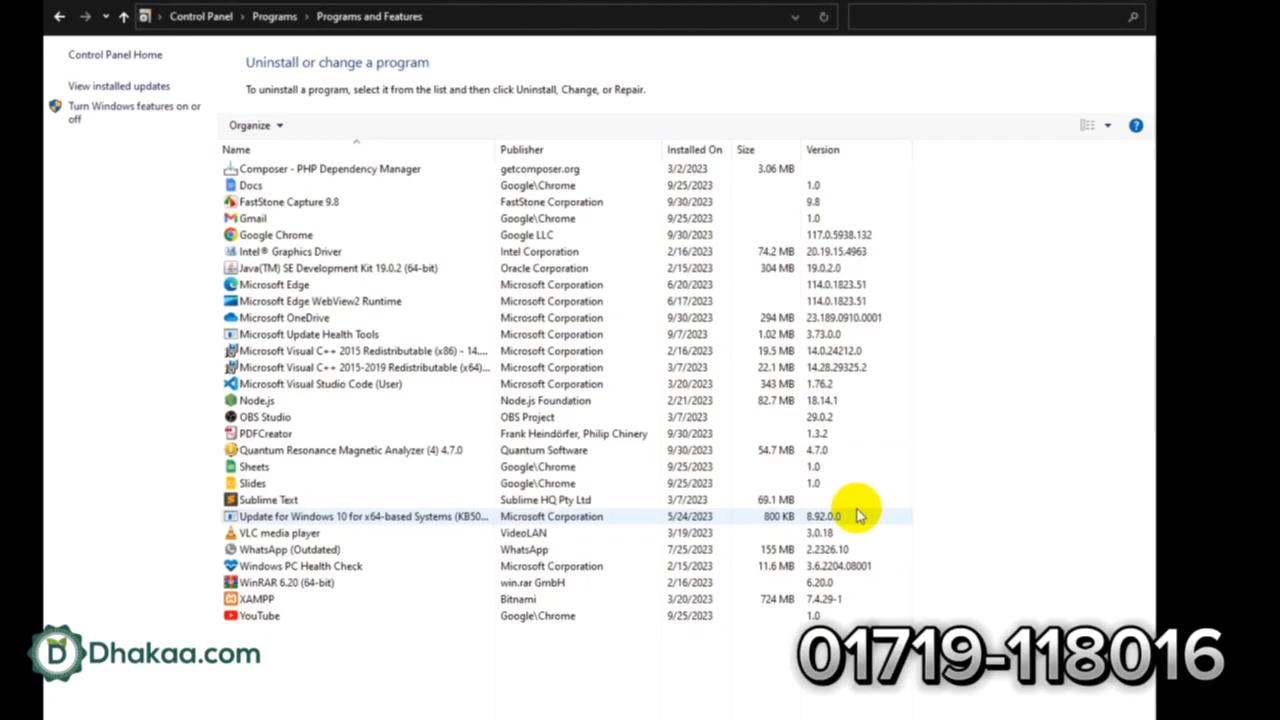 Control Panel > Programs > Programs and Features
Control Panel Home
View installed updates
Turn Windows features on or
off
Uninstall or change a program
To uninstall a program, select it from the list and then click Uninstall, Change, or Repair.
Organize
Name Publisher Installed On Size Version
Composer - PHP Dependency Manager getcomposer.org 3/2/2023 3.06 MB
Docs Google\Chrome 9/25/2023 1.0
FastStone Capture 9.8 FastStone Corporation 9/30/2023 9.8
Gmail Google\Chrome 9/25/2023 1.0
Google Chrome Google LLC 9/30/2023 117.0.5938.132
Intel® Graphics Driver Intel Corporation 2/16/2023 74.2 MB 20.19.15.4963
Java(TM) SE Development Kit 19.0.2 (64-bit) Oracle Corporation 2/15/2023 304 MB 19.0.2.0
Microsoft Edge Microsoft Corporation 6/20/2023 114.0.1823.51
Microsoft Edge WebView2 Runtime Microsoft Corporation 6/17/2023 114.0.1823.51
Microsoft OneDrive Microsoft Corporation 9/30/2023 294 MB 23.189.0910.0001
Microsoft Update Health Tools Microsoft Corporation 9/7/2023 1.02 MB 3.73.0.0
Microsoft Visual C++ 2015 Redistributable (x86) - 14.... Microsoft Corporation 2/16/2023 19.5 MB 14.0.24212.0
Microsoft Visual C++ 2015-2019 Redistributable (x64)... Microsoft Corporation 3/7/2023 22.1 MB 14.28.29325.2
Microsoft Visual Studio Code (User) Microsoft Corporation 3/20/2023 343 MB 1.76.2
Node.js Node.js Foundation 2/21/2023 82.7 MB 18.14.1
OBS Studio OBS Project 3/7/2023 29.0.2
PDFCreator Frank Heindörfer, Philip Chinery 9/30/2023 1.3.2
Quantum Resonance Magnetic Analyzer (4) 4.7.0 Quantum Software 9/30/2023 54.7 MB 4.7.0
Sheets Google\Chrome 9/25/2023 1.0
Slides Google\Chrome 9/25/2023 1.0
Sublime Text Sublime HQ Pty Ltd 3/7/2023 69.1 MB
Update for Windows 10 for x64-based Systems (KB50... Microsoft Corporation 5/24/2023 800 KB 8.92.0.0
VLC media player VideoLAN 3/19/2023 3.0.18
WhatsApp (Outdated) WhatsApp 7/25/2023 155 MB 2.2326.10
Windows PC Health Check Microsoft Corporation 2/15/2023 11.6 MB 3.6.2204.08001
WinRAR 6.20 (64-bit) win.rar GmbH 2/16/2023 6.20.0
XAMPP Bitnami 3/20/2023 724 MB 7.4.29-1
YouTube Google\Chrome 9/25/2023 1.0
Dhakaa.com
01719-118016